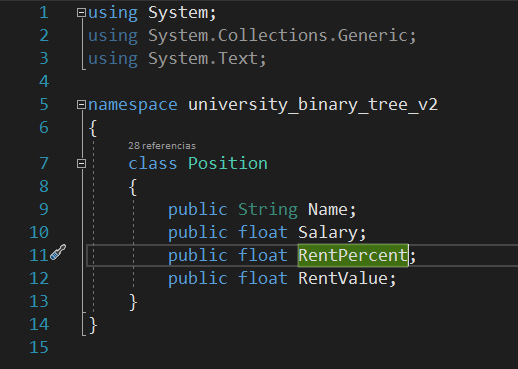 1 using System;
2 using System.Collections.Generic;
3 using System.Text;
4
5 namespace university_binary_tree_v2
6 {
28 referencias
7 class Position
8 {
9 public String Name;
10 public float Salary;
11 public float RentPercent;
12 public float RentValue;
13 }
14 }
15